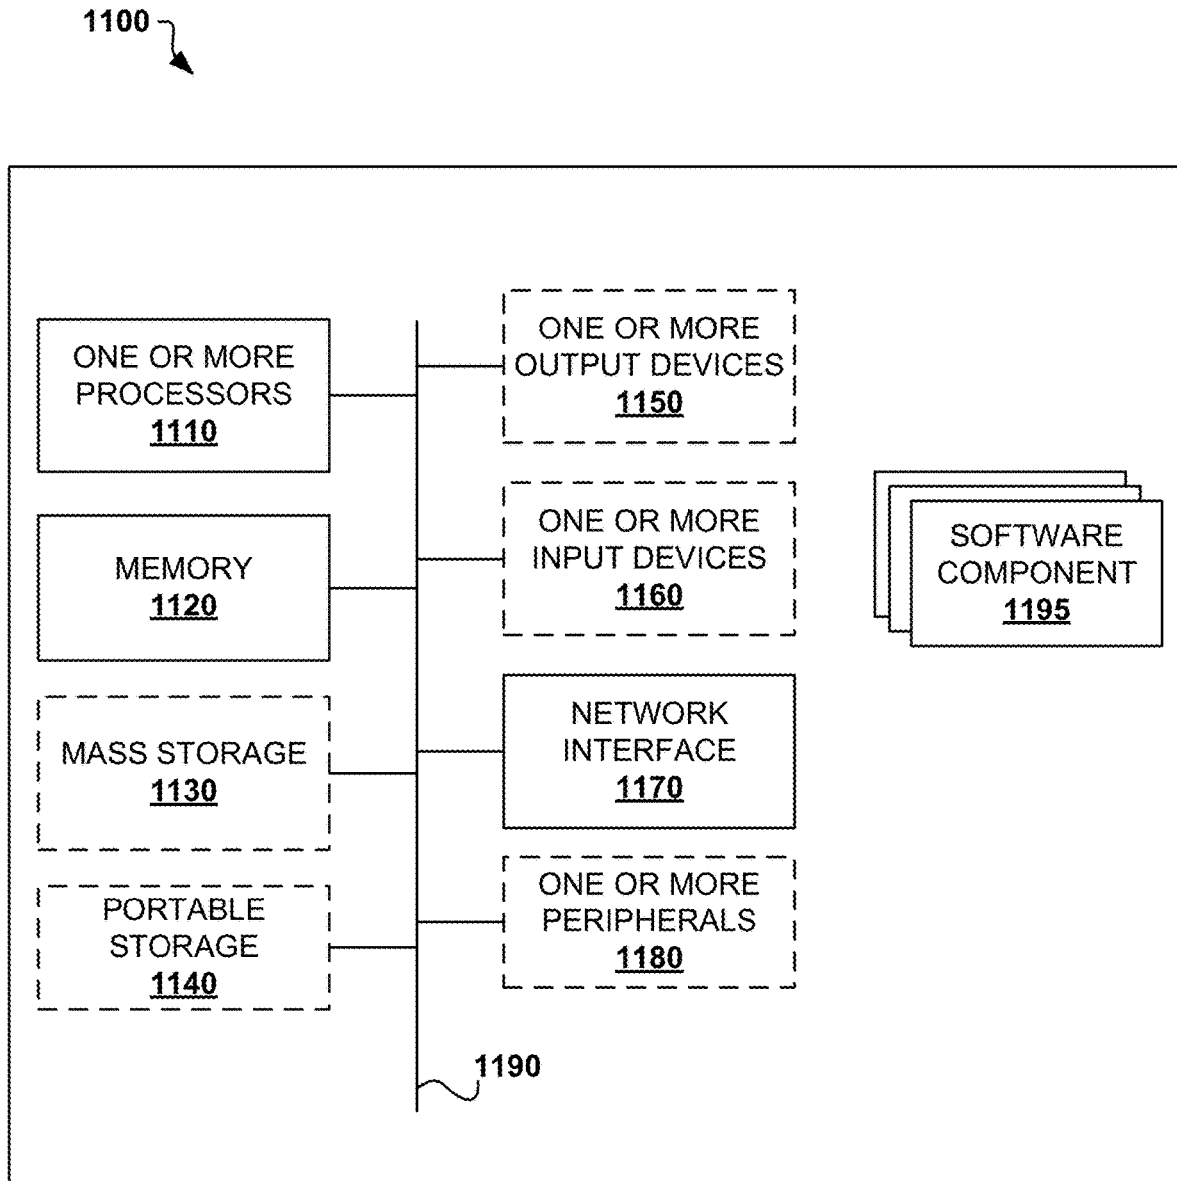 1100
ONE OR MORE
PROCESSORS
1110
MEMORY
1120
MASS STORAGE
1130
PORTABLE
STORAGE
1140
ONE OR MORE
OUTPUT DEVICES
1150
ONE OR MORE
INPUT DEVICES
1160
NETWORK
INTERFACE
1170
ONE OR MORE
PERIPHERALS
1180
1190
SOFTWARE
COMPONENT
1195